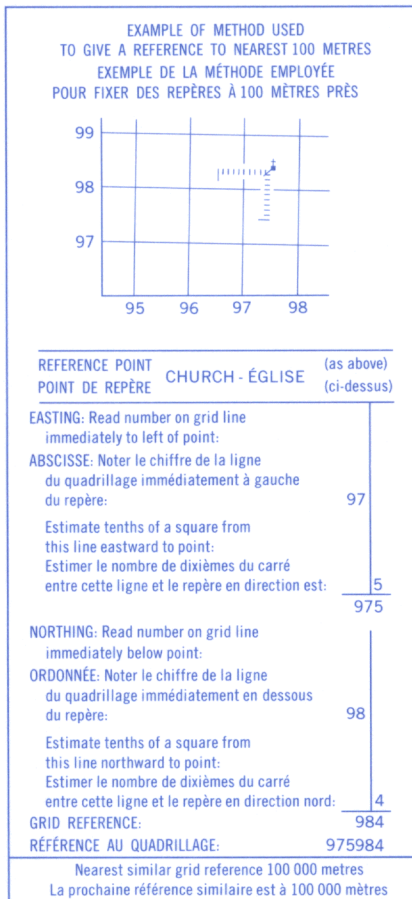 EXAMPLE OF METHOD USED
TO GIVE A REFERENCE TO NEAREST 100 METRES
EXEMPLE DE LA MÉTHODE EMPLOYÉE
POUR FIXER DES REPÈRES À 100 MÈTRES PRÈS
99
98
97
95 96 97 98
REFERENCE POINT
POINT DE REPÈRE
CHURCH - ÉGLISE
(as above)
(ci-dessus)
EASTING: Read number on grid line
immediately to left of point:
ABSCISSE: Noter le chiffre de la ligne
du quadrillage immédiatement à gauche
du repère: 97
Estimate tenths of a square from
this line eastward to point:
Estimer le nombre de dixièmes du carré
entre cette ligne et le repère en direction est: 5
975
NORTHING: Read number on grid line
immediately below point:
ORDONNÉE: Noter le chiffre de la ligne
du quadrillage immédiatement en dessous
du repère: 98
Estimate tenths of a square from
this line northward to point:
Estimer le nombre de dixièmes du carré
entre cette ligne et le repère en direction nord: 4
GRID REFERENCE: 984
RÉFÉRENCE AU QUADRILLAGE: 975984
Nearest similar grid reference 100 000 metres
La prochaine référence similaire est à 100 000 mètres